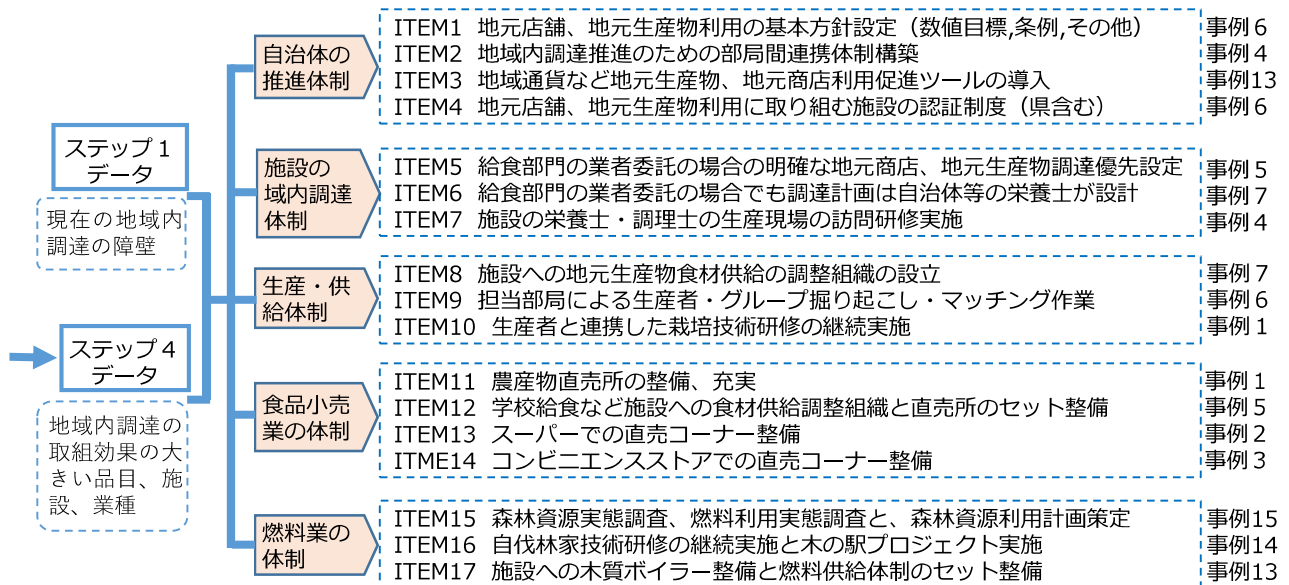 ステップ１
データ
現在の地域内
調達の障壁
ステップ４
データ
地域内調達の
取組効果の大
きい品目、施
設、業種
自治体の
推進体制
ITEM1 地元店舗、地元生産物利用の基本方針設定（数値目標,条例,その他） 事例６
ITEM2 地域内調達推進のための部局間連携体制構築 事例４
ITEM3 地域通貨など地元生産物、地元商店利用促進ツールの導入 事例13
ITEM4 地元店舗、地元生産物利用に取り組む施設の認証制度（県含む） 事例６
施設の
域内調達
体制
ITEM5 給食部門の業者委託の場合の明確な地元商店、地元生産物調達優先設定 事例５
ITEM6 給食部門の業者委託の場合でも調達計画は自治体等の栄養士が設計 事例７
ITEM7 施設の栄養士・調理士の生産現場の訪問研修実施 事例４
生産・供
給体制
ITEM8 施設への地元生産物食材供給の調整組織の設立 事例７
ITEM9 担当部局による生産者・グループ掘り起こし・マッチング作業 事例６
ITEM10 生産者と連携した栽培技術研修の継続実施 事例１
食品小売
業の体制
ITEM11 農産物直売所の整備、充実 事例１
ITEM12 学校給食など施設への食材供給調整組織と直売所のセット整備 事例５
ITEM13 スーパーでの直売コーナー整備 事例２
ITME14 コンビニエンスストアでの直売コーナー整備 事例３
燃料業の
体制
ITEM15 森林資源実態調査、燃料利用実態調査と、森林資源利用計画策定 事例15
ITEM16 自伐林家技術研修の継続実施と木の駅プロジェクト実施 事例14
ITEM17 施設への木質ボイラー整備と燃料供給体制のセット整備 事例13